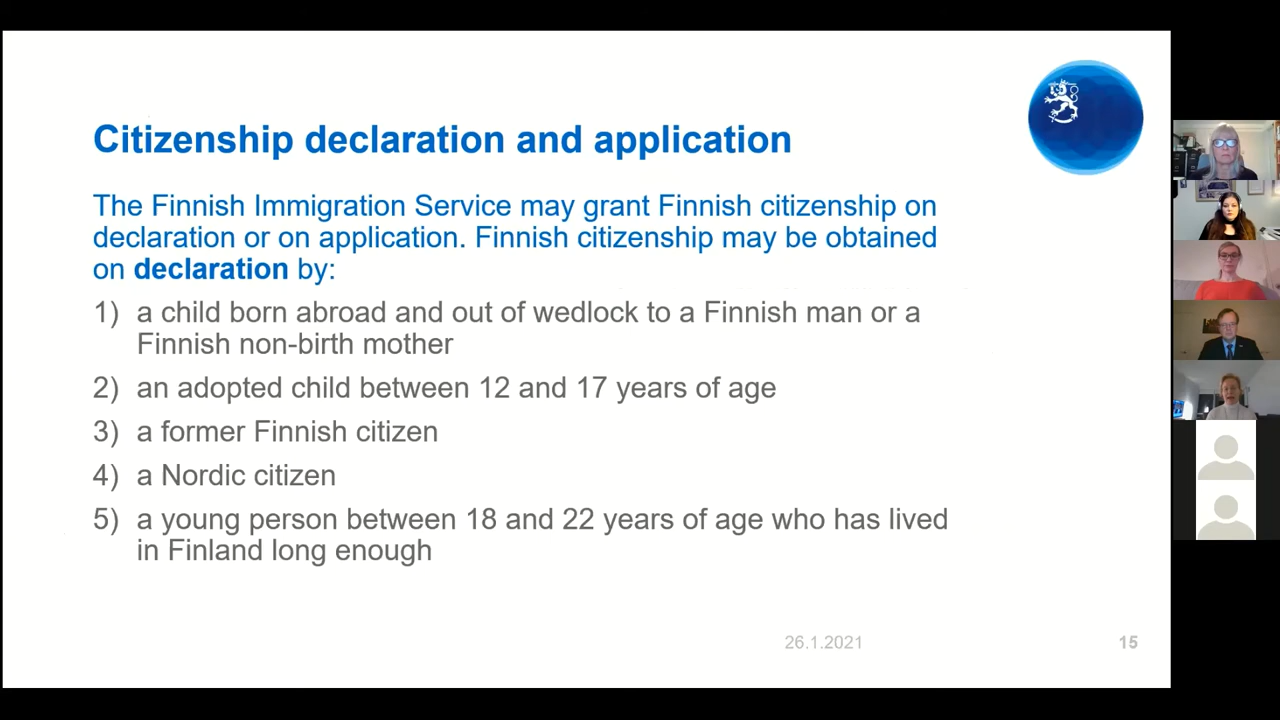 Citizenship declaration and application
The Finnish Immigration Service may grant Finnish citizenship on
declaration or on application. Finnish citizenship may be obtained
on declaration by:
1) a child born abroad and out of wedlock to a Finnish man or a
Finnish non-birth mother
2) an adopted child between 12 and 17 years of age
3) a former Finnish citizen
4) a Nordic citizen
5) a young person between 18 and 22 years of age who has lived
in Finland long enough
26.1.2021
15